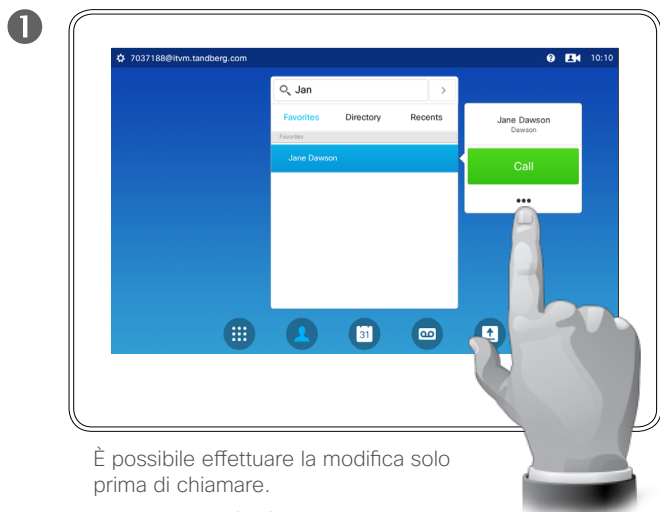 1
7037188@itvm.tandberg.com
? 10:10
Jan
Favorites Directory Recents
Favorites
Jane Dawson
Jane Dawson
Dawson
Call
•••
31
È possibile effettuare la modifica solo
prima di chiamare.